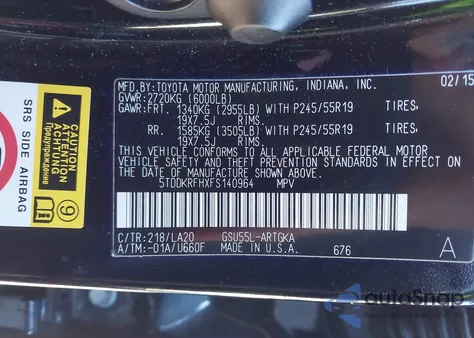 MFD. BY: TOYOTA MOTOR MANUFACTURING, INDIANA, INC. 02/15
GVWR: 2720KG (6000LB)
GAWR: FRT. 1340KG (2955LB) WITH P245/55R19 TIRES,
19X7.5J RIMS.
RR. 1585KG (3505LB) WITH P245/55R19 TIRES,
19X7.5J RIMS.
THIS VEHICLE CONFORMS TO ALL APPLICABLE FEDERAL MOTOR
VEHICLE SAFETY AND THEFT PREVENTION STANDARDS IN EFFECT
ON THE DATE OF MANUFACTURE SHOWN ABOVE.
5TDDKRFHXFS140964 MPV
C/TR: 218/LA20 GSU55L-ARTGKA
A/TM: -01A/U660F MADE IN U.S.A. 676 A
SRS SIDE AIRBAG
CAUTION
ATTENTION
Предупреждение
autoSnap